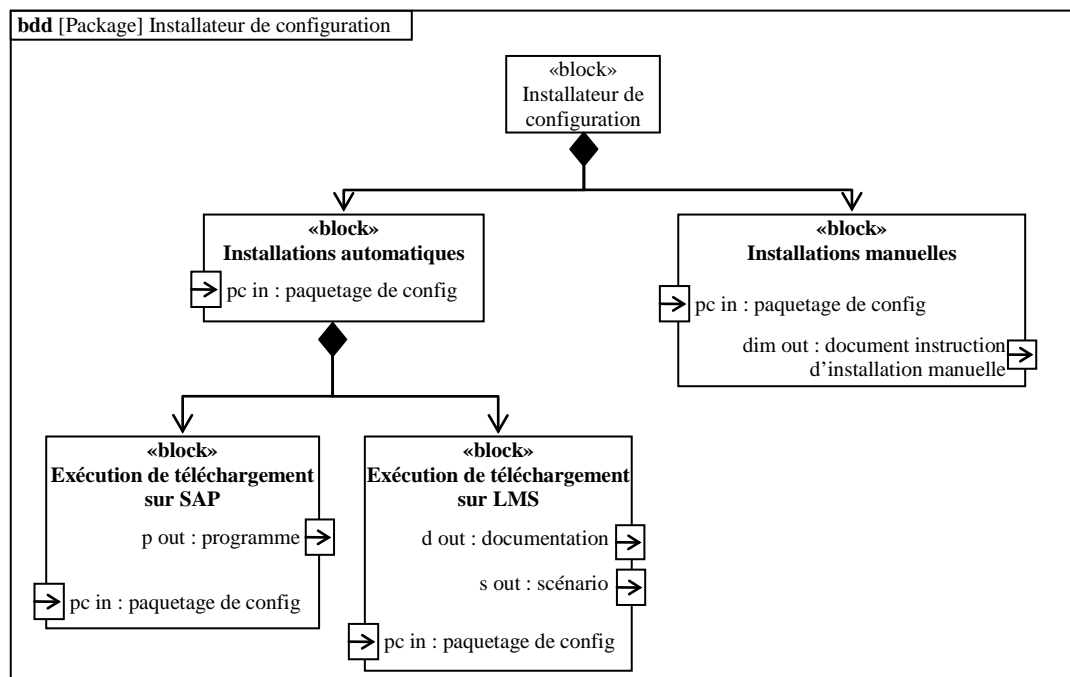 bdd [Package] Installateur de configuration
«block»
Installateur de
configuration
«block»
Installations automatiques
pc in : paquetage de config
«block»
Installations manuelles
pc in : paquetage de config
dim out : document instruction
d’installation manuelle
«block»
Exécution de téléchargement
sur SAP
p out : programme
pc in : paquetage de config
«block»
Exécution de téléchargement
sur LMS
d out : documentation
s out : scénario
pc in : paquetage de config